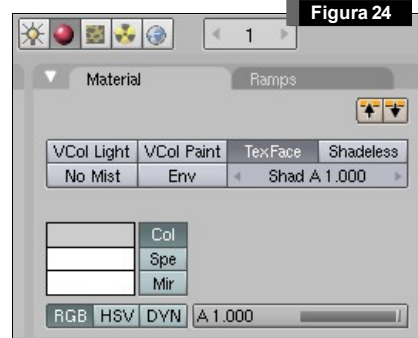 Figura 24
1
Material Ramps
VCol Light VCol Paint TexFace Shadeless
No Mist Env Shad A 1.000
Col
Spe
Mir
RGB HSV DYN A 1.000